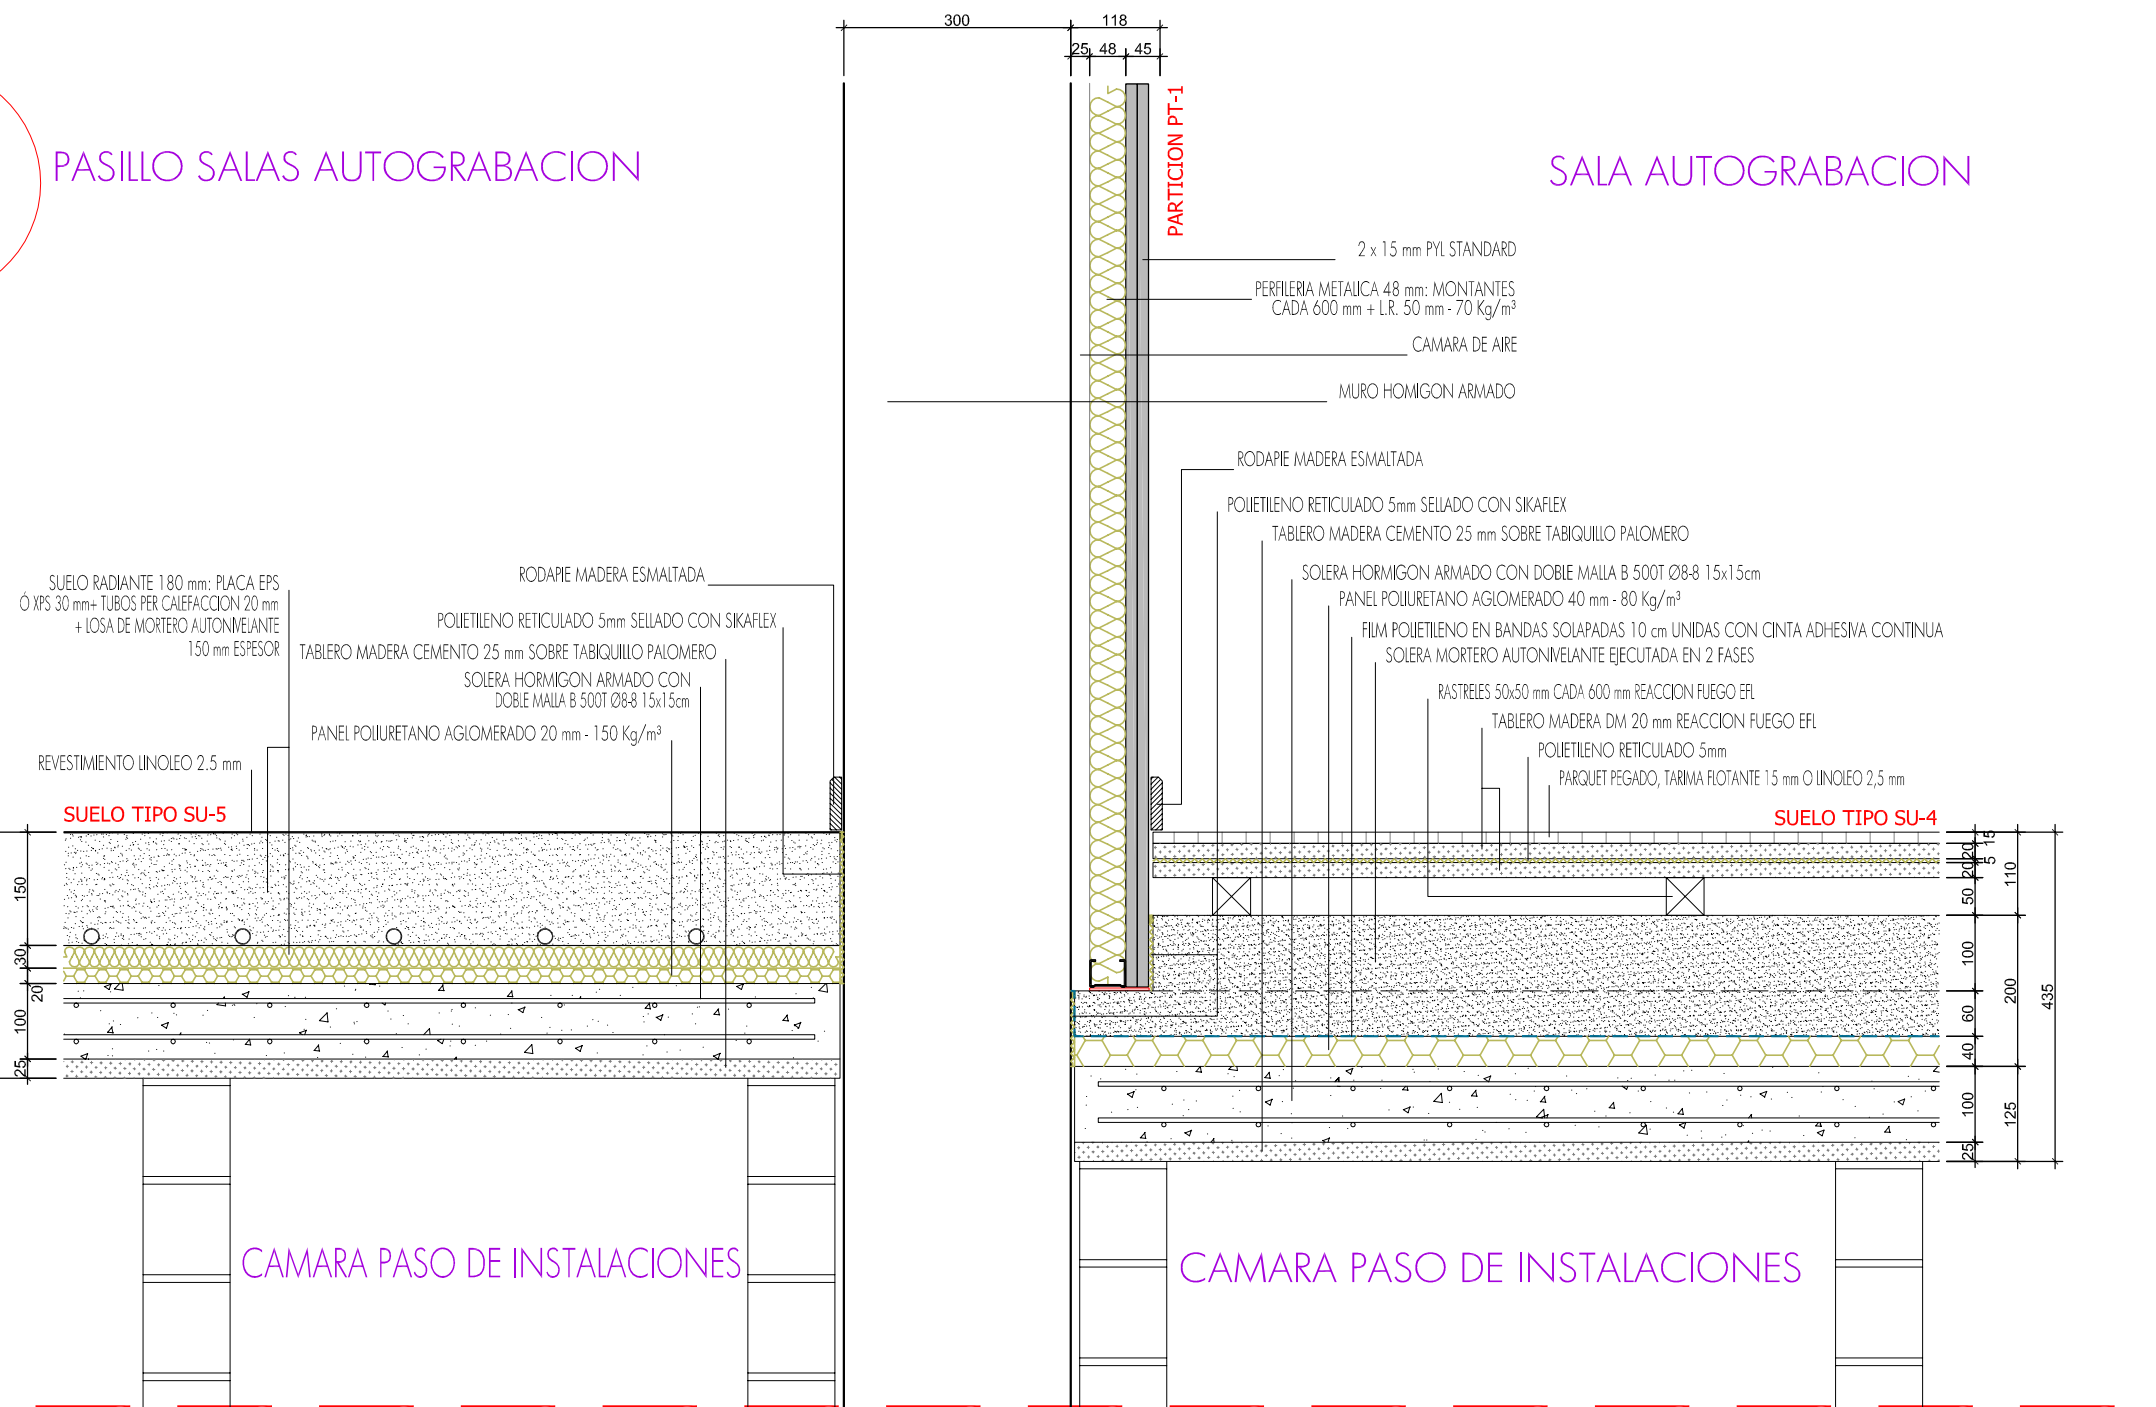 300
118
25
48
45
PARTICION PT-1
PASILLO SALAS AUTOGRABACION
SALA AUTOGRABACION
2 x 15 mm PYL STANDARD
PERFILERIA METALICA 48 mm: MONTANTES
CADA 600 mm + L.R. 50 mm - 70 Kg/m³
CAMARA DE AIRE
MURO HOMIGON ARMADO
RODAPIE MADERA ESMALTADA
POLIETILENO RETICULADO 5mm SELLADO CON SIKAFLEX
TABLERO MADERA CEMENTO 25 mm SOBRE TABIQUILLO PALOMERO
SOLERA HORMIGON ARMADO CON DOBLE MALLA B 500T Ø8-8 15x15cm
PANEL POLIURETANO AGLOMERADO 40 mm - 80 Kg/m³
FILM POLIETILENO EN BANDAS SOLAPADAS 10 cm UNIDAS CON CINTA ADHESIVA CONTINUA
SOLERA MORTERO AUTONIVELANTE EJECUTADA EN 2 FASES
RASTRELES 50x50 mm CADA 600 mm REACCION FUEGO EFL
TABLERO MADERA DM 20 mm REACCION FUEGO EFL
POLIETILENO RETICULADO 5mm
PARQUET PEGADO, TARIMA FLOTANTE 15 mm O LINOLEO 2,5 mm
SUELO TIPO SU-4
SUELO RADIANTE 180 mm: PLACA EPS
Ó XPS 30 mm+ TUBOS PER CALEFACCION 20 mm
+ LOSA DE MORTERO AUTONIVELANTE
150 mm ESPESOR
RODAPIE MADERA ESMALTADA
POLIETILENO RETICULADO 5mm SELLADO CON SIKAFLEX
TABLERO MADERA CEMENTO 25 mm SOBRE TABIQUILLO PALOMERO
SOLERA HORMIGON ARMADO CON
DOBLE MALLA B 500T Ø8-8 15x15cm
PANEL POLIURETANO AGLOMERADO 20 mm - 150 Kg/m³
REVESTIMIENTO LINOLEO 2.5 mm
SUELO TIPO SU-5
150
30
20
100
25
15
20
5
20
50
100
60
40
100
25
110
200
125
435
CAMARA PASO DE INSTALACIONES
CAMARA PASO DE INSTALACIONES